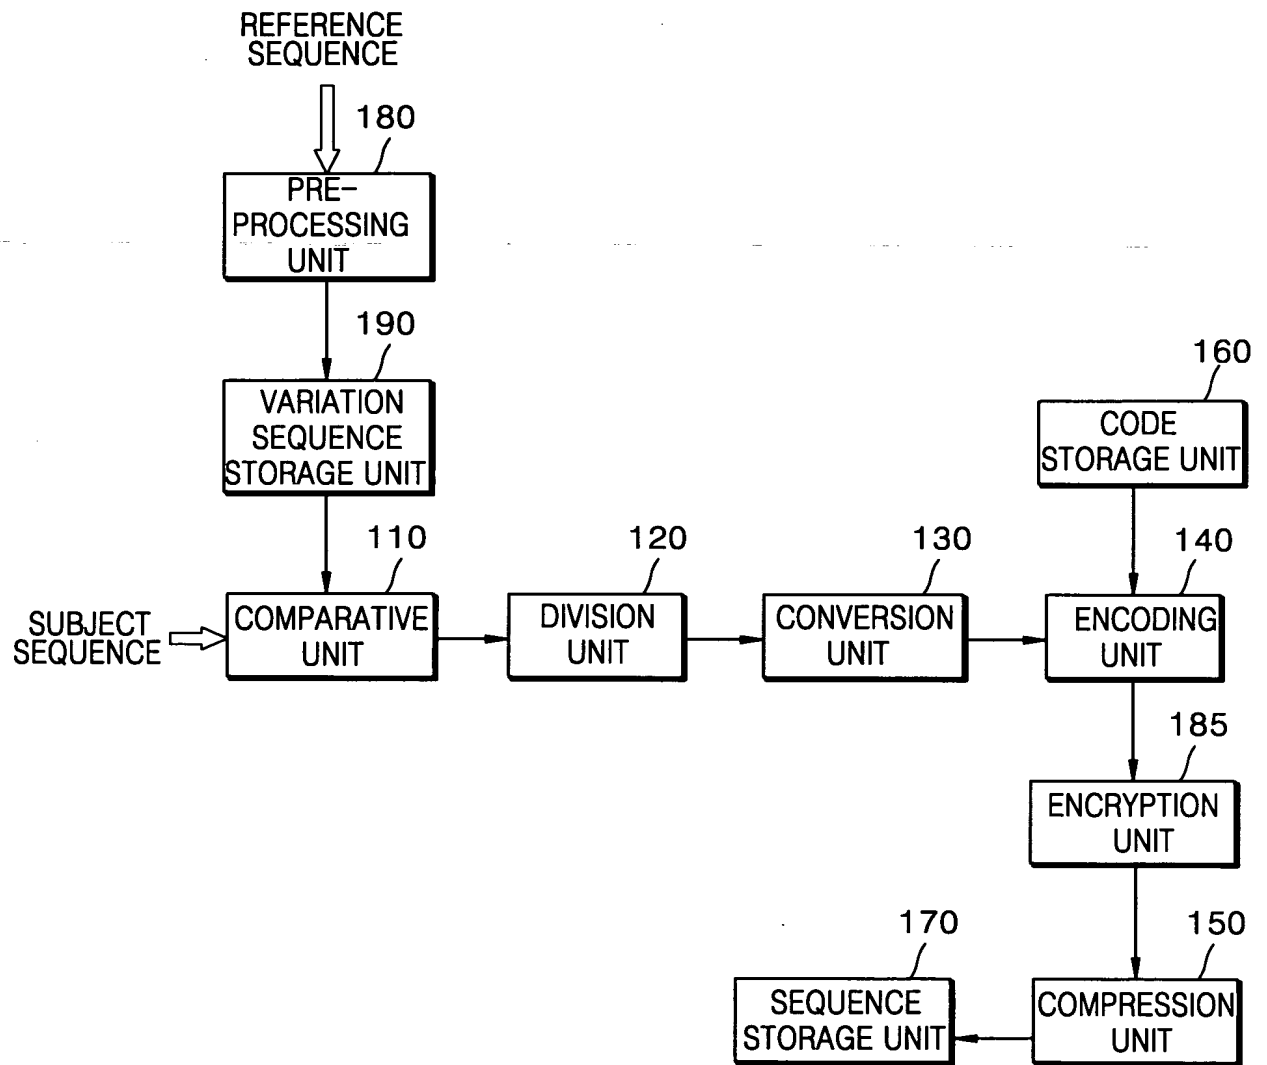 REFERENCE
SEQUENCE
180
PRE-
PROCESSING
UNIT
190
VARIATION
SEQUENCE
STORAGE UNIT
160
CODE
STORAGE UNIT
110
120
130
140
SUBJECT
SEQUENCE
COMPARATIVE
UNIT
DIVISION
UNIT
CONVERSION
UNIT
ENCODING
UNIT
185
ENCRYPTION
UNIT
170
150
SEQUENCE
STORAGE UNIT
COMPRESSION
UNIT